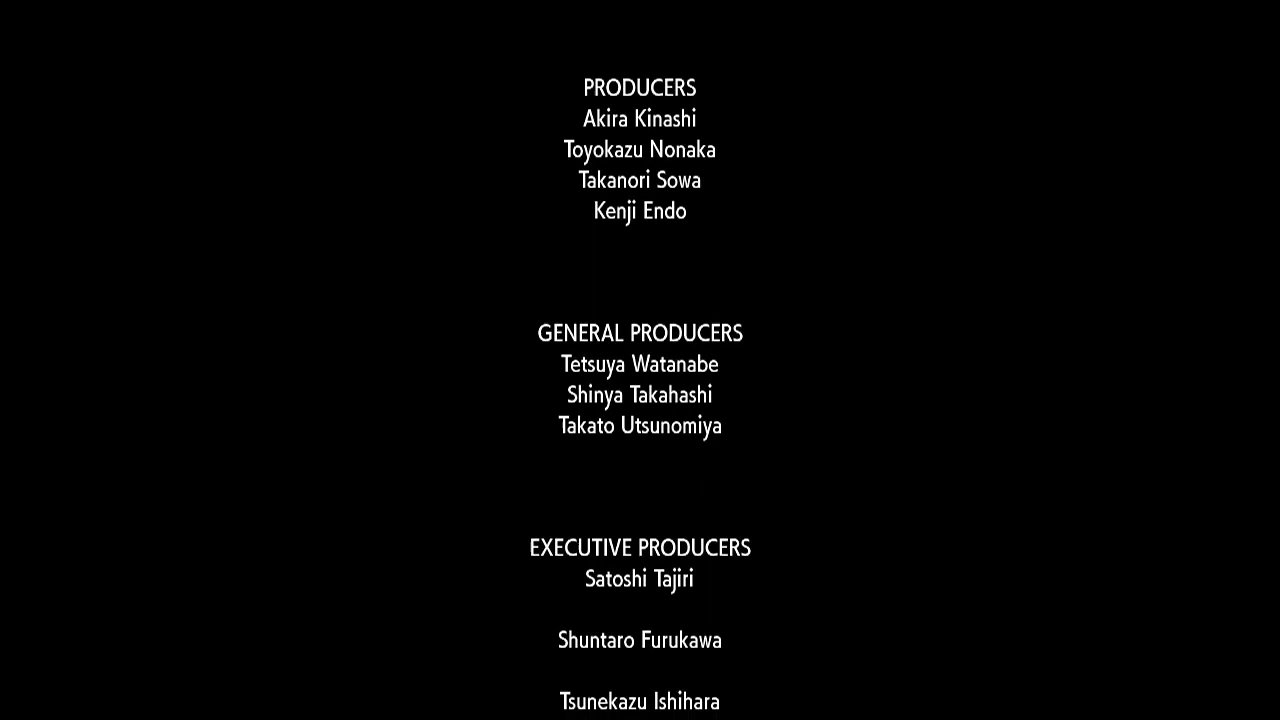 PRODUCERS
Akira Kinashi
Toyokazu Nonaka
Takanori Sowa
Kenji Endo
GENERAL PRODUCERS
Tetsuya Watanabe
Shinya Takahashi
Takato Utsunomiya
EXECUTIVE PRODUCERS
Satoshi Tajiri
Shuntaro Furukawa
Tsunekazu Ishihara